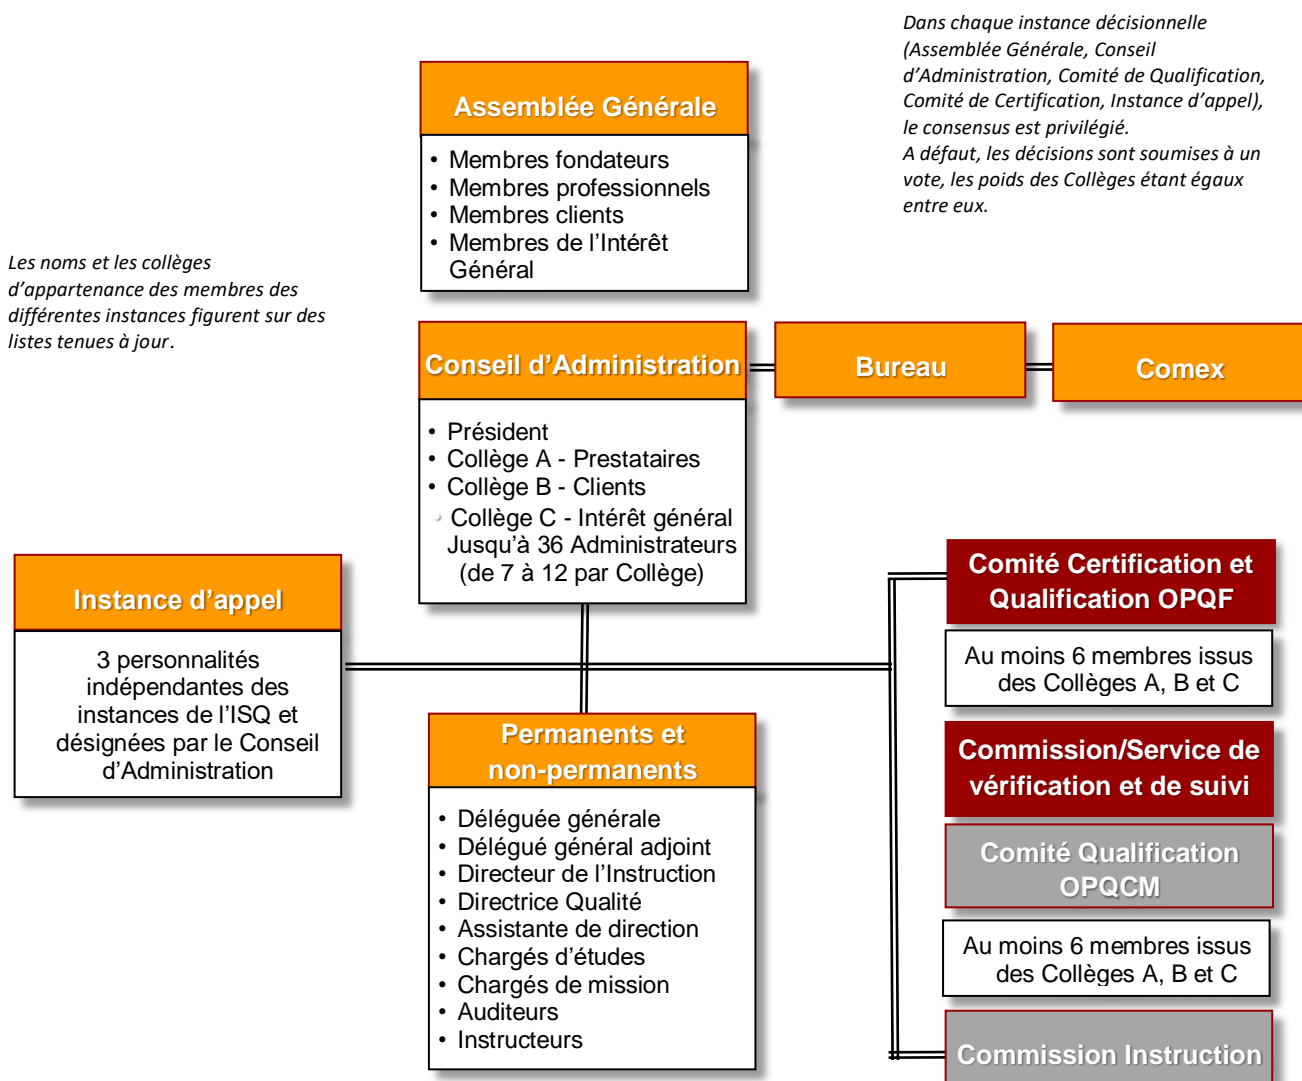 Dans chaque instance décisionnelle
(Assemblée Générale, Conseil
d’Administration, Comité de Qualification,
Comité de Certification, Instance d’appel),
le consensus est privilégié.
A défaut, les décisions sont soumises à un
vote, les poids des Collèges étant égaux
entre eux.
Assemblée Générale
• Membres fondateurs
• Membres professionnels
• Membres clients
• Membres de l’Intérêt
Général
Les noms et les collèges
d’appartenance des membres des
différentes instances figurent sur des
listes tenues à jour.
Conseil d’Administration
Bureau
Comex
• Président
• Collège A - Prestataires
• Collège B - Clients
• Collège C - Intérêt général
Jusqu’à 36 Administrateurs
(de 7 à 12 par Collège)
Instance d’appel
3 personnalités
indépendantes des
instances de l’ISQ et
désignées par le Conseil
d’Administration
Permanents et
non-permanents
• Déléguée générale
• Délégué général adjoint
• Directeur de l’Instruction
• Directrice Qualité
• Assistante de direction
• Chargés d’études
• Chargés de mission
• Auditeurs
• Instructeurs
Comité Certification et
Qualification OPQF
Au moins 6 membres issus
des Collèges A, B et C
Commission/Service de
vérification et de suivi
Comité Qualification
OPQCM
Au moins 6 membres issus
des Collèges A, B et C
Commission Instruction